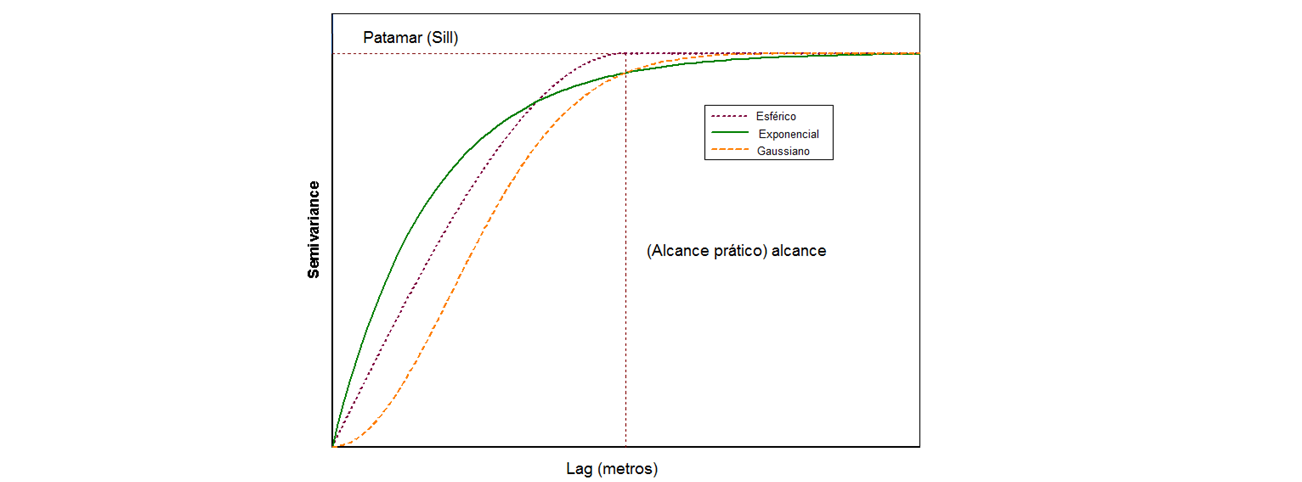 Patamar (Sill)
Esférico
Exponencial
Gaussiano
Semivariance
(Alcance prático) alcance
Lag (metros)